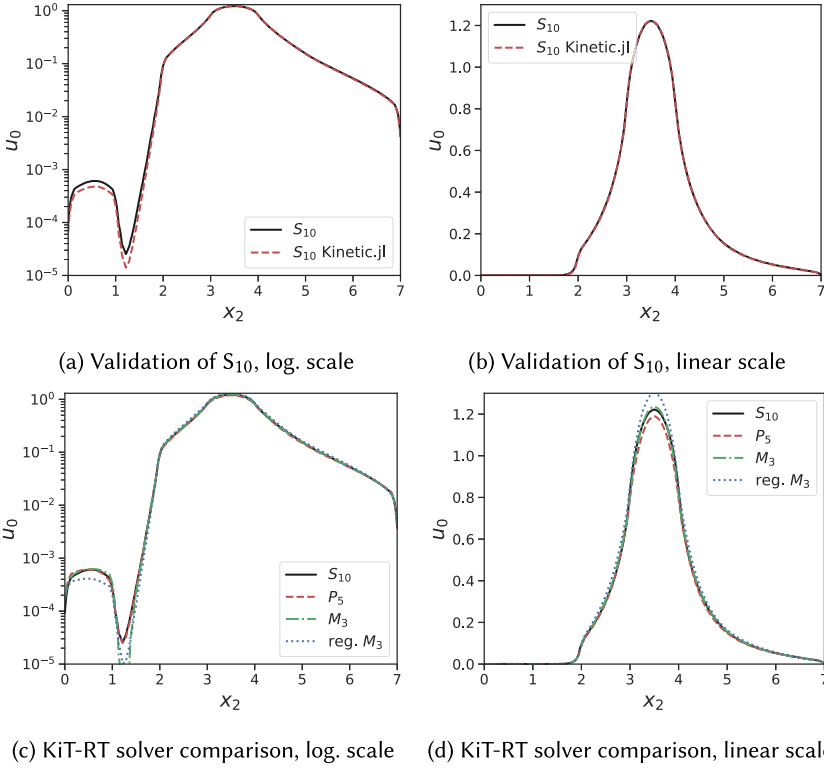 10⁰
10⁻¹
10⁻²
10⁻³
10⁻⁴
10⁻⁵
u₀
S₁₀
S₁₀ Kinetic.jl
0 1 2 3 4 5 6 7
x₂
(a) Validation of S₁₀, log. scale
1.2
1.0
0.8
0.6
0.4
0.2
0.0
u₀
S₁₀
S₁₀ Kinetic.jl
0 1 2 3 4 5 6 7
x₂
(b) Validation of S₁₀, linear scale
10⁰
10⁻¹
10⁻²
10⁻³
10⁻⁴
10⁻⁵
u₀
S₁₀
P₅
M₃
reg. M₃
0 1 2 3 4 5 6 7
x₂
(c) KiT-RT solver comparison, log. scale
1.2
1.0
0.8
0.6
0.4
0.2
0.0
u₀
S₁₀
P₅
M₃
reg. M₃
0 1 2 3 4 5 6 7
x₂
(d) KiT-RT solver comparison, linear scal